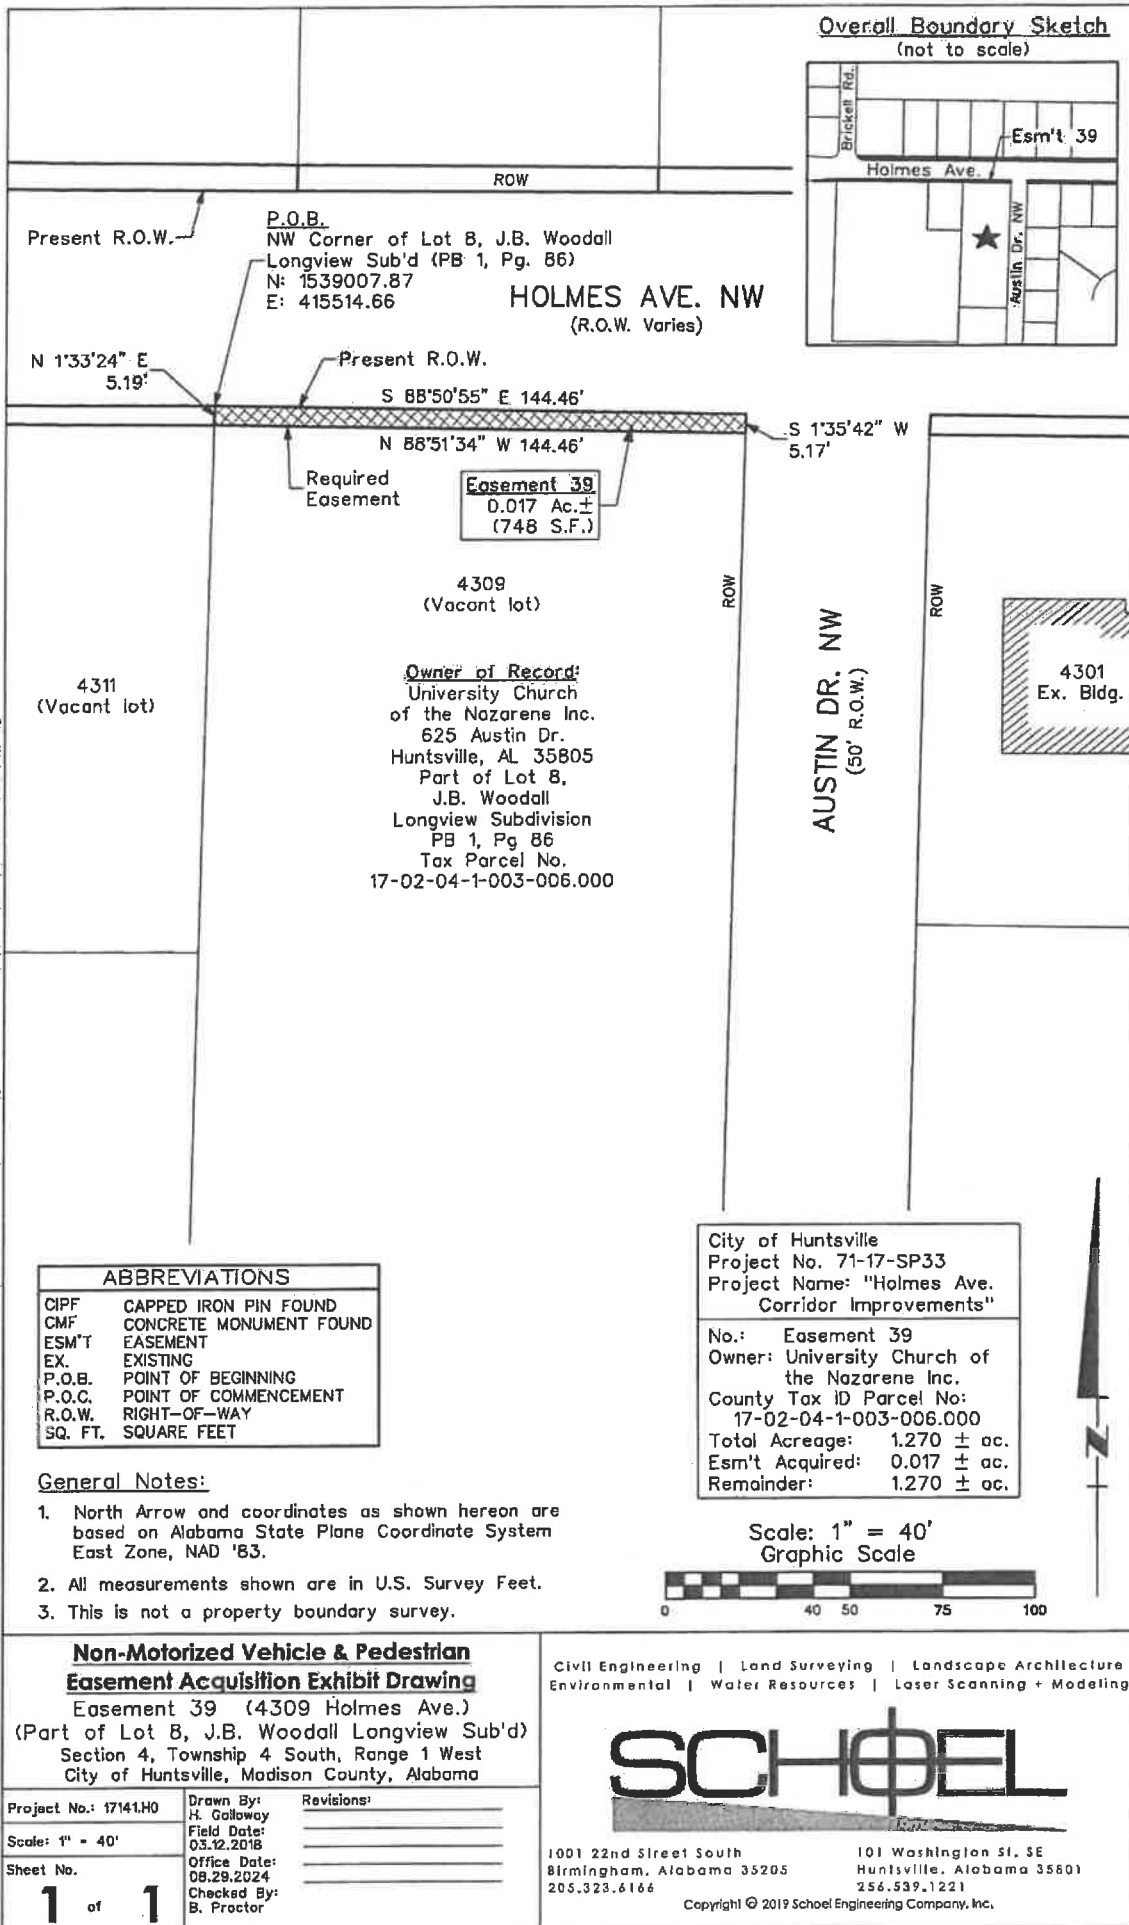 Overall Boundary Sketch
(not to scale)
Brickell Rd.
Esm't 39
Holmes Ave.
Austin Dr. NW
ROW
Present R.O.W.
P.O.B.
NW Corner of Lot 8, J.B. Woodall
Longview Sub'd (PB 1, Pg. 86)
N: 1539007.87
E: 415514.66
HOLMES AVE. NW
(R.O.W. Varies)
N 1°33'24" E
5.19'
Present R.O.W.
S 88°50'55" E 144.46'
N 88°51'34" W 144.46'
S 1°35'42" W
5.17'
Required
Easement
Easement 39
0.017 Ac.±
(748 S.F.)
4309
(Vacant lot)
ROW
ROW
4311
(Vacant lot)
Owner of Record:
University Church
of the Nazarene Inc.
625 Austin Dr.
Huntsville, AL 35805
Part of Lot 8,
J.B. Woodall
Longview Subdivision
PB 1, Pg 86
Tax Parcel No.
17-02-04-1-003-006.000
AUSTIN DR. NW
(50' R.O.W.)
4301
Ex. Bldg.
ABBREVIATIONS
CIPF CAPPED IRON PIN FOUND
CMF CONCRETE MONUMENT FOUND
ESM'T EASEMENT
EX. EXISTING
P.O.B. POINT OF BEGINNING
P.O.C. POINT OF COMMENCEMENT
R.O.W. RIGHT-OF-WAY
SQ. FT. SQUARE FEET
General Notes:
1. North Arrow and coordinates as shown hereon are
based on Alabama State Plane Coordinate System
East Zone, NAD '83.
2. All measurements shown are in U.S. Survey Feet.
3. This is not a property boundary survey.
City of Huntsville
Project No. 71-17-SP33
Project Name: "Holmes Ave.
Corridor Improvements"
No.: Easement 39
Owner: University Church of
the Nazarene Inc.
County Tax ID Parcel No:
17-02-04-1-003-006.000
Total Acreage: 1.270 ± ac.
Esm't Acquired: 0.017 ± ac.
Remainder: 1.270 ± ac.
N
Scale: 1" = 40'
Graphic Scale
0 40 50 75 100
Non-Motorized Vehicle & Pedestrian
Easement Acquisition Exhibit Drawing
Easement 39 (4309 Holmes Ave.)
(Part of Lot 8, J.B. Woodall Longview Sub'd)
Section 4, Township 4 South, Range 1 West
City of Huntsville, Madison County, Alabama
Project No.: 17141.H0
Scale: 1" = 40'
Sheet No.
1 of 1
Drawn By:
H. Galloway
Field Date:
03.12.2018
Office Date:
08.29.2024
Checked By:
B. Proctor
Revisions:
Civil Engineering | Land Surveying | Landscape Architecture
Environmental | Water Resources | Laser Scanning + Modeling
SCHOEL
1001 22nd Street South
Birmingham, Alabama 35205
205.323.6166
101 Washington St. SE
Huntsville, Alabama 35801
256.539.1221
Copyright © 2019 Schoel Engineering Company, Inc.